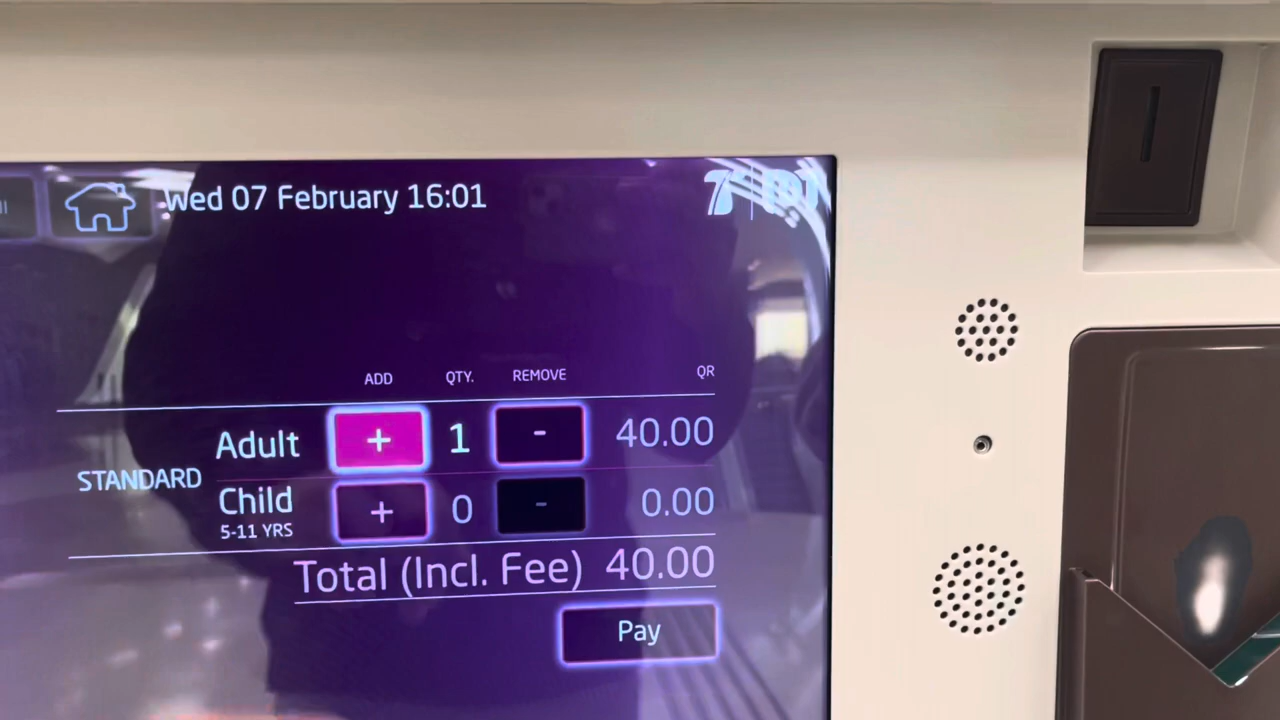 Wed 07 February 16:01
ADD QTY. REMOVE QR
STANDARD
Adult + 1 - 40.00
Child + 0 - 0.00
5-11 YRS
Total (Incl. Fee) 40.00
Pay